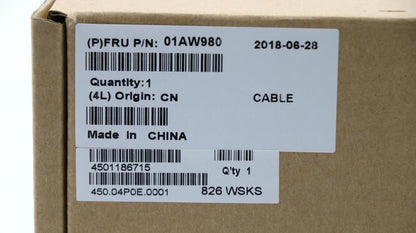 (P)FRU P/N: 01AW980 2018-06-28
Quantity:1
(4L) Origin: CN CABLE
Made in CHINA
4501186715 Q'ty 1
450.04P0E.0001 826 WSKS